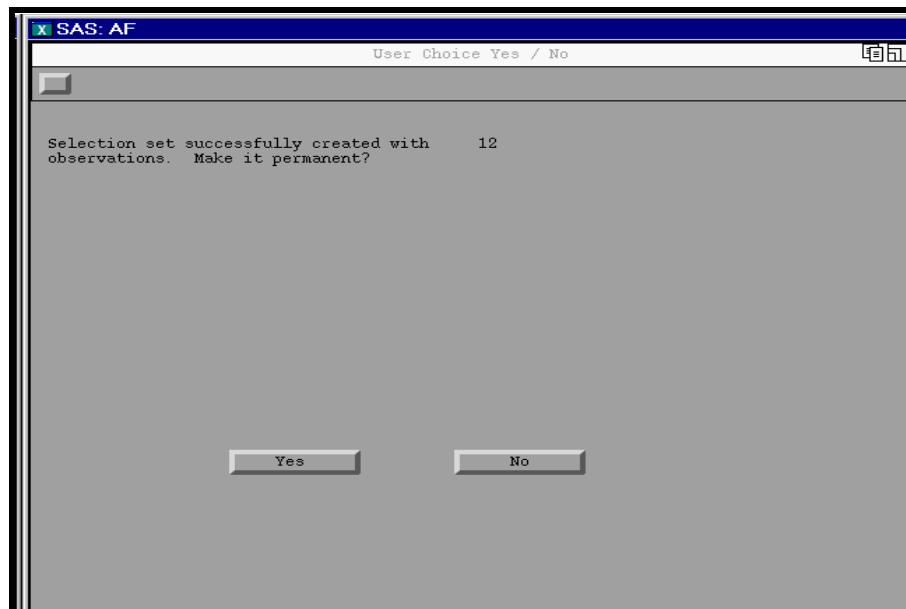 X SAS: AF
User Choice Yes / No
Selection set successfully created with 12
observations. Make it permanent?
Yes No